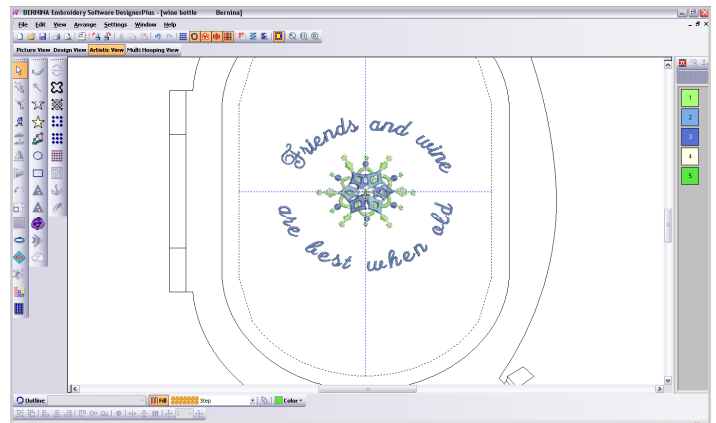 BERNINA Embroidery Software DesignerPlus - [wine bottle Bernina]
File Edit View Arrange Settings Window Help
Picture View Design View Artistic View Multi Hooping View
Friends and wine
are best when old
1
2
3
4
5
Outline
Fill
Step
Color